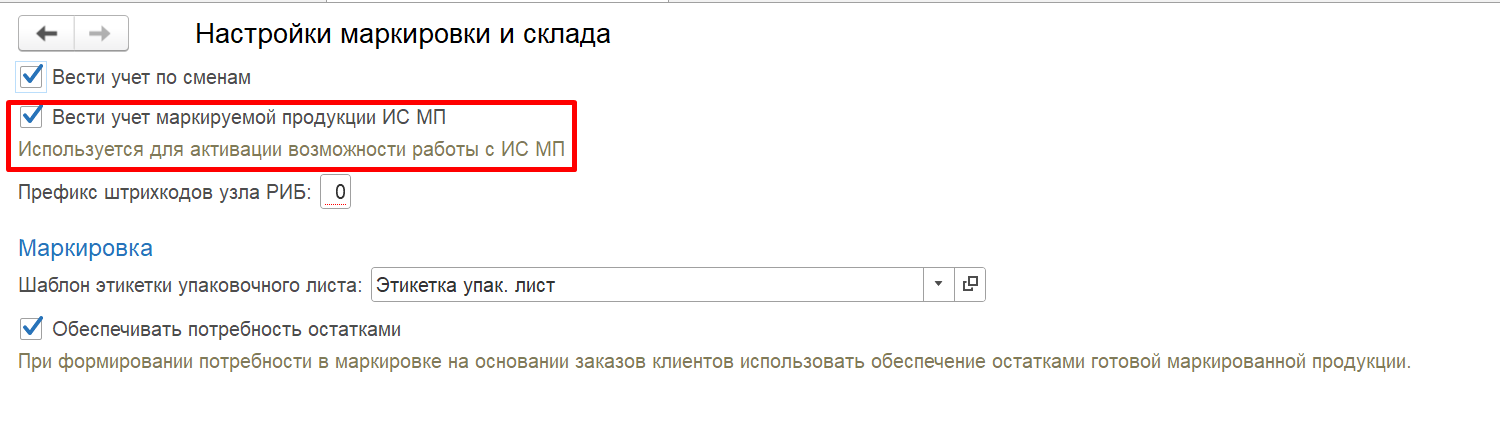 Настройки маркировки и склада
Вести учет по сменам
Вести учет маркируемой продукции ИС МП
Используется для активации возможности работы с ИС МП
Префикс штрихкодов узла РИБ: 0
Маркировка
Шаблон этикетки упаковочного листа: Этикетка упак. лист
Обеспечивать потребность остатками
При формировании потребности в маркировке на основании заказов клиентов использовать обеспечение остатками готовой маркированной продукции.